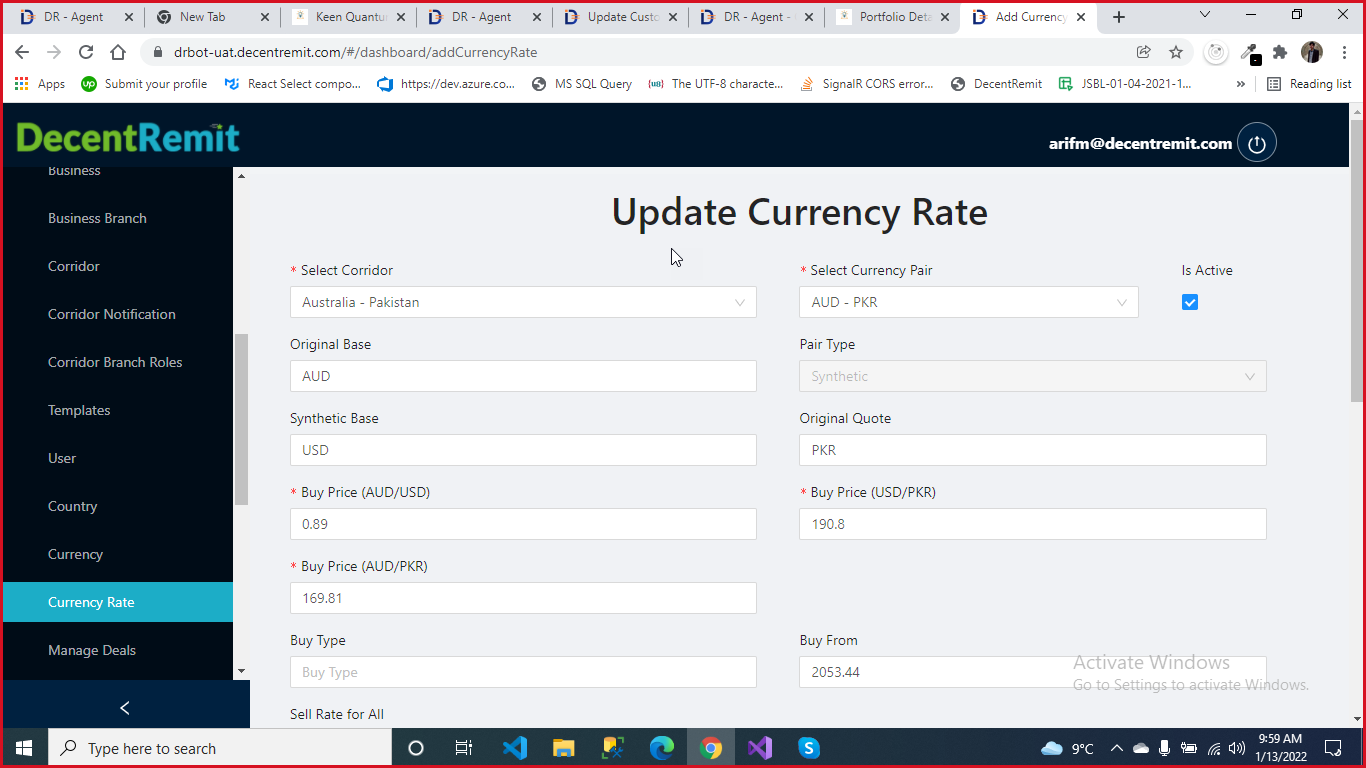 DR - Agent
New Tab
Keen Quantu
DR - Agent
Update Custo
DR - Agent -
Portfolio Deta
Add Currency
drbot-uat.decentremit.com/#/dashboard/addCurrencyRate
Apps
Submit your profile
React Select compo...
https://dev.azure.co...
MS SQL Query
The UTF-8 characte...
SignalR CORS error...
DecentRemit
JSBL-01-04-2021-1...
»
Reading list
DecentRemit
arifm@decentremit.com
Business
Business Branch
Corridor
Corridor Notification
Corridor Branch Roles
Templates
User
Country
Currency
Currency Rate
Manage Deals
Update Currency Rate
* Select Corridor
* Select Currency Pair
Is Active
Australia - Pakistan
AUD - PKR
Original Base
Pair Type
AUD
Synthetic
Synthetic Base
Original Quote
USD
PKR
* Buy Price (AUD/USD)
* Buy Price (USD/PKR)
0.89
190.8
* Buy Price (AUD/PKR)
169.81
Buy Type
Buy From
Buy Type
2053.44
Sell Rate for All
Activate Windows
Go to Settings to activate Windows.
Type here to search
9°C
9:59 AM
1/13/2022